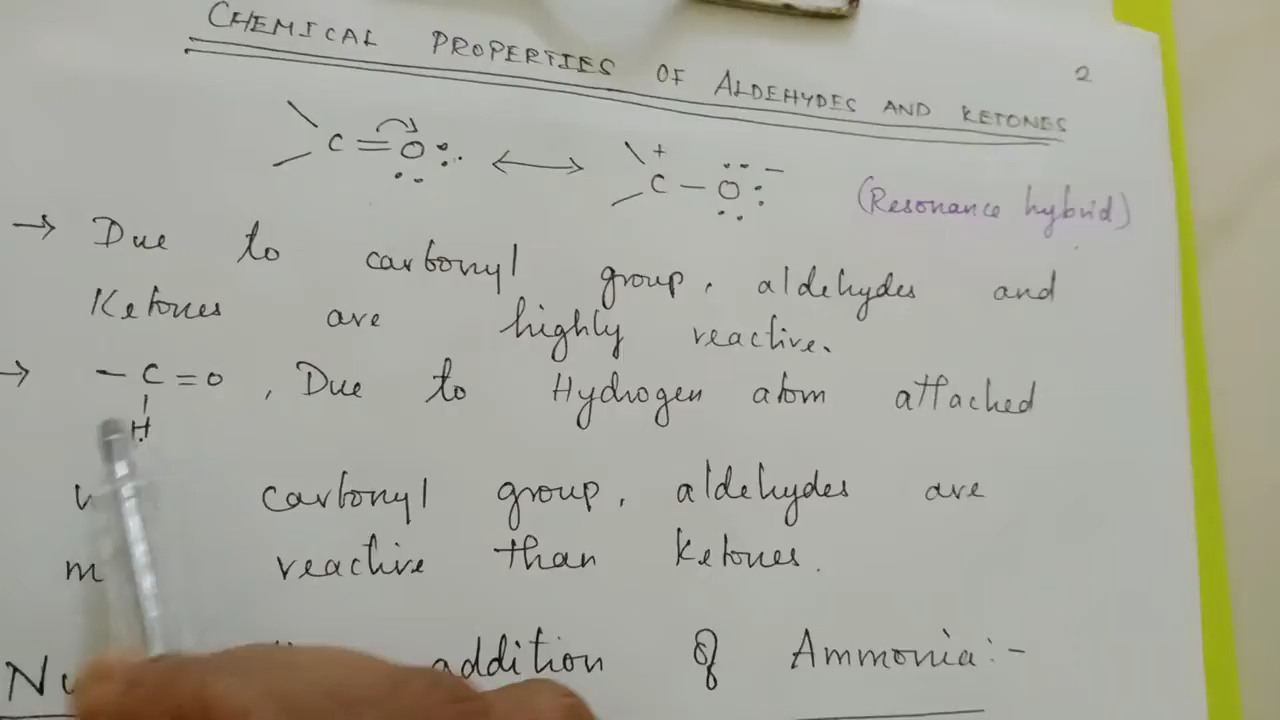 CHEMICAL PROPERTIES OF ALDEHYDES AND KETONES
2
C=O ⟷ C⁺—O⁻ (Resonance hybrid)
→ Due to carbonyl group, aldehydes and
Ketones are highly reactive.
→ —C=O, Due to Hydrogen atom attached
H
carbonyl group, aldehydes are
reactive than Ketones.
addition of Ammonia:-